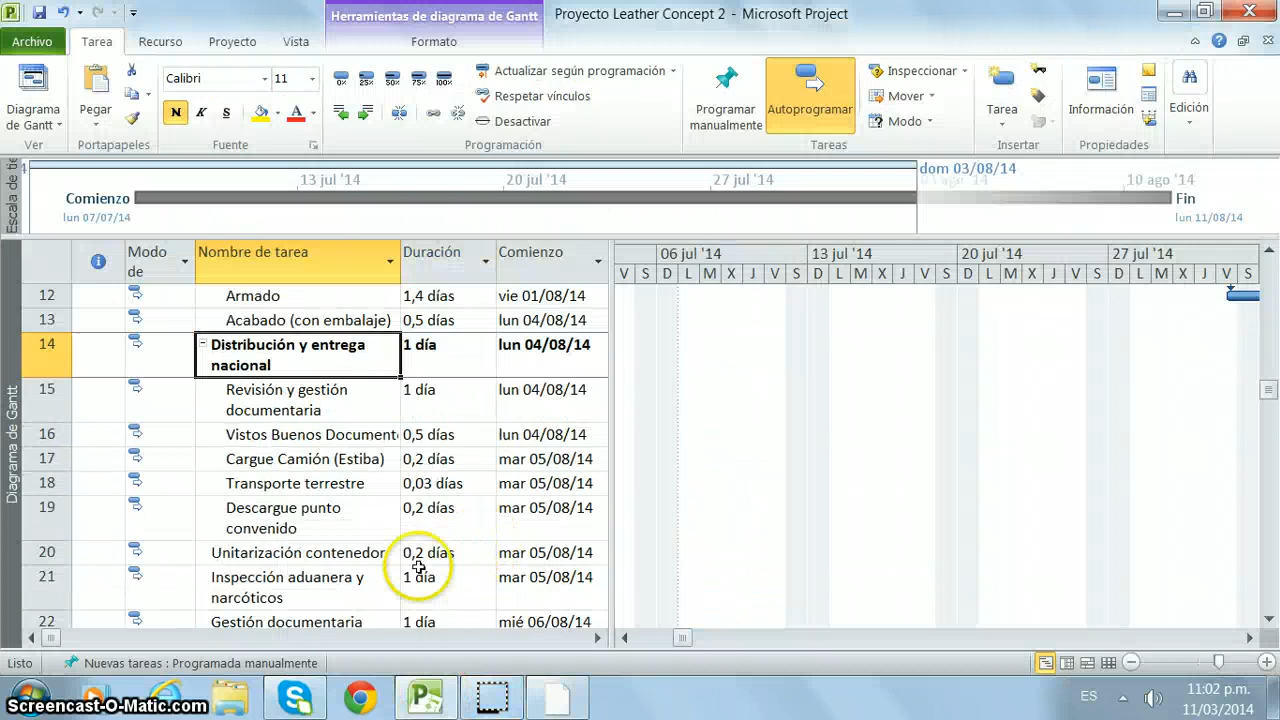 Herramientas de diagrama de Gantt
Proyecto Leather Concept 2 - Microsoft Project
Archivo Tarea Recurso Proyecto Vista Formato
Diagrama de Gantt
Ver
Pegar
Portapapeles
Calibri 11
N K S A
Fuente
0% 25% 50% 75% 100%
Actualizar según programación
Respetar vínculos
Desactivar
Programación
Programar manualmente
Autoprogramar
Inspeccionar
Mover
Modo
Tareas
Tarea
Insertar
Información
Propiedades
Edición
Escala de tie
dom 03/08/14
13 jul '14 20 jul '14 27 jul '14 ago '14 10 ago '14
Comienzo
lun 07/07/14
Fin
lun 11/08/14
Modo de Nombre de tarea Duración Comienzo
06 jul '14 13 jul '14 20 jul '14 27 jul '14
V S D L M X J V S D L M X J V S D L M X J V S D L M X J V S
12 Armado 1,4 días vie 01/08/14
13 Acabado (con embalaje) 0,5 días lun 04/08/14
14 Distribución y entrega nacional 1 día lun 04/08/14
15 Revisión y gestión documentaria 1 día lun 04/08/14
16 Vistos Buenos Document 0,5 días lun 04/08/14
17 Cargue Camión (Estiba) 0,2 días mar 05/08/14
18 Transporte terrestre 0,03 días mar 05/08/14
19 Descargue punto convenido 0,2 días mar 05/08/14
20 Unitarización contenedor 0,2 días mar 05/08/14
21 Inspección aduanera y narcóticos 1 día mar 05/08/14
22 Gestión documentaria 1 día mié 06/08/14
Diagrama de Gantt
Listo Nuevas tareas : Programada manualmente
Screencast-O-Matic.com
ES
11:02 p.m.
11/03/2014